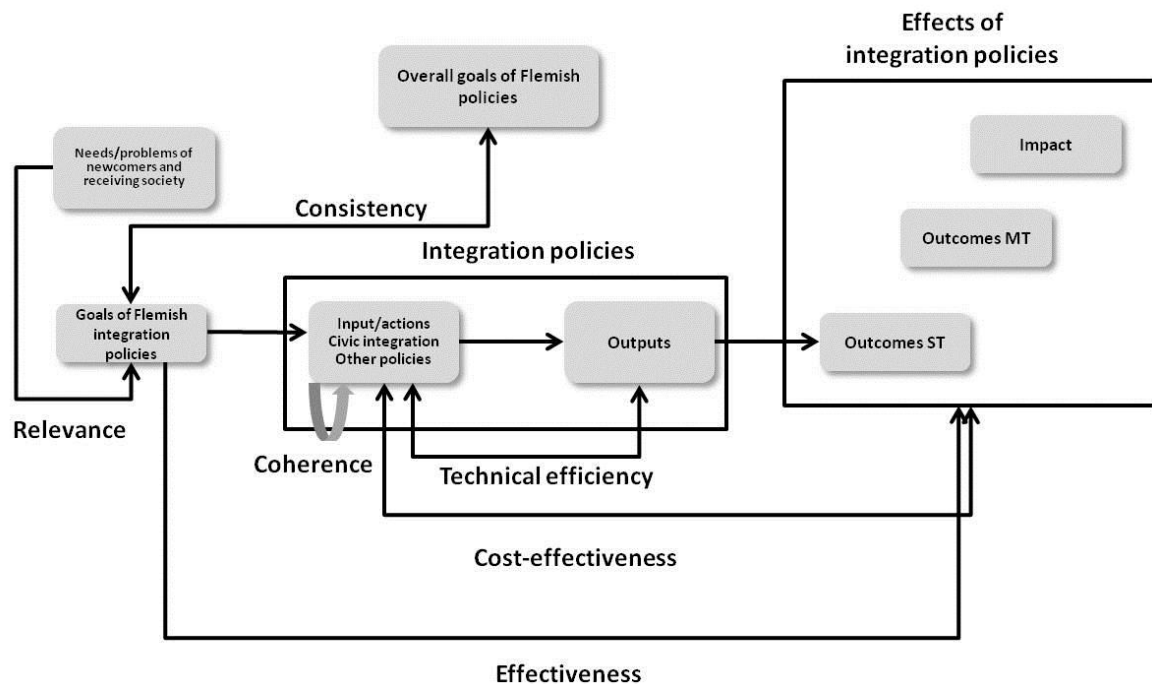 Effects of
integration policies
Overall goals of Flemish
policies
Needs/problems of
newcomers and
receiving society
Impact
Consistency
Outcomes MT
Integration policies
Goals of Flemish
integration
policies
Input/actions
Civic integration
Other policies
Outputs
Outcomes ST
Relevance
Coherence
Technical efficiency
Cost-effectiveness
Effectiveness